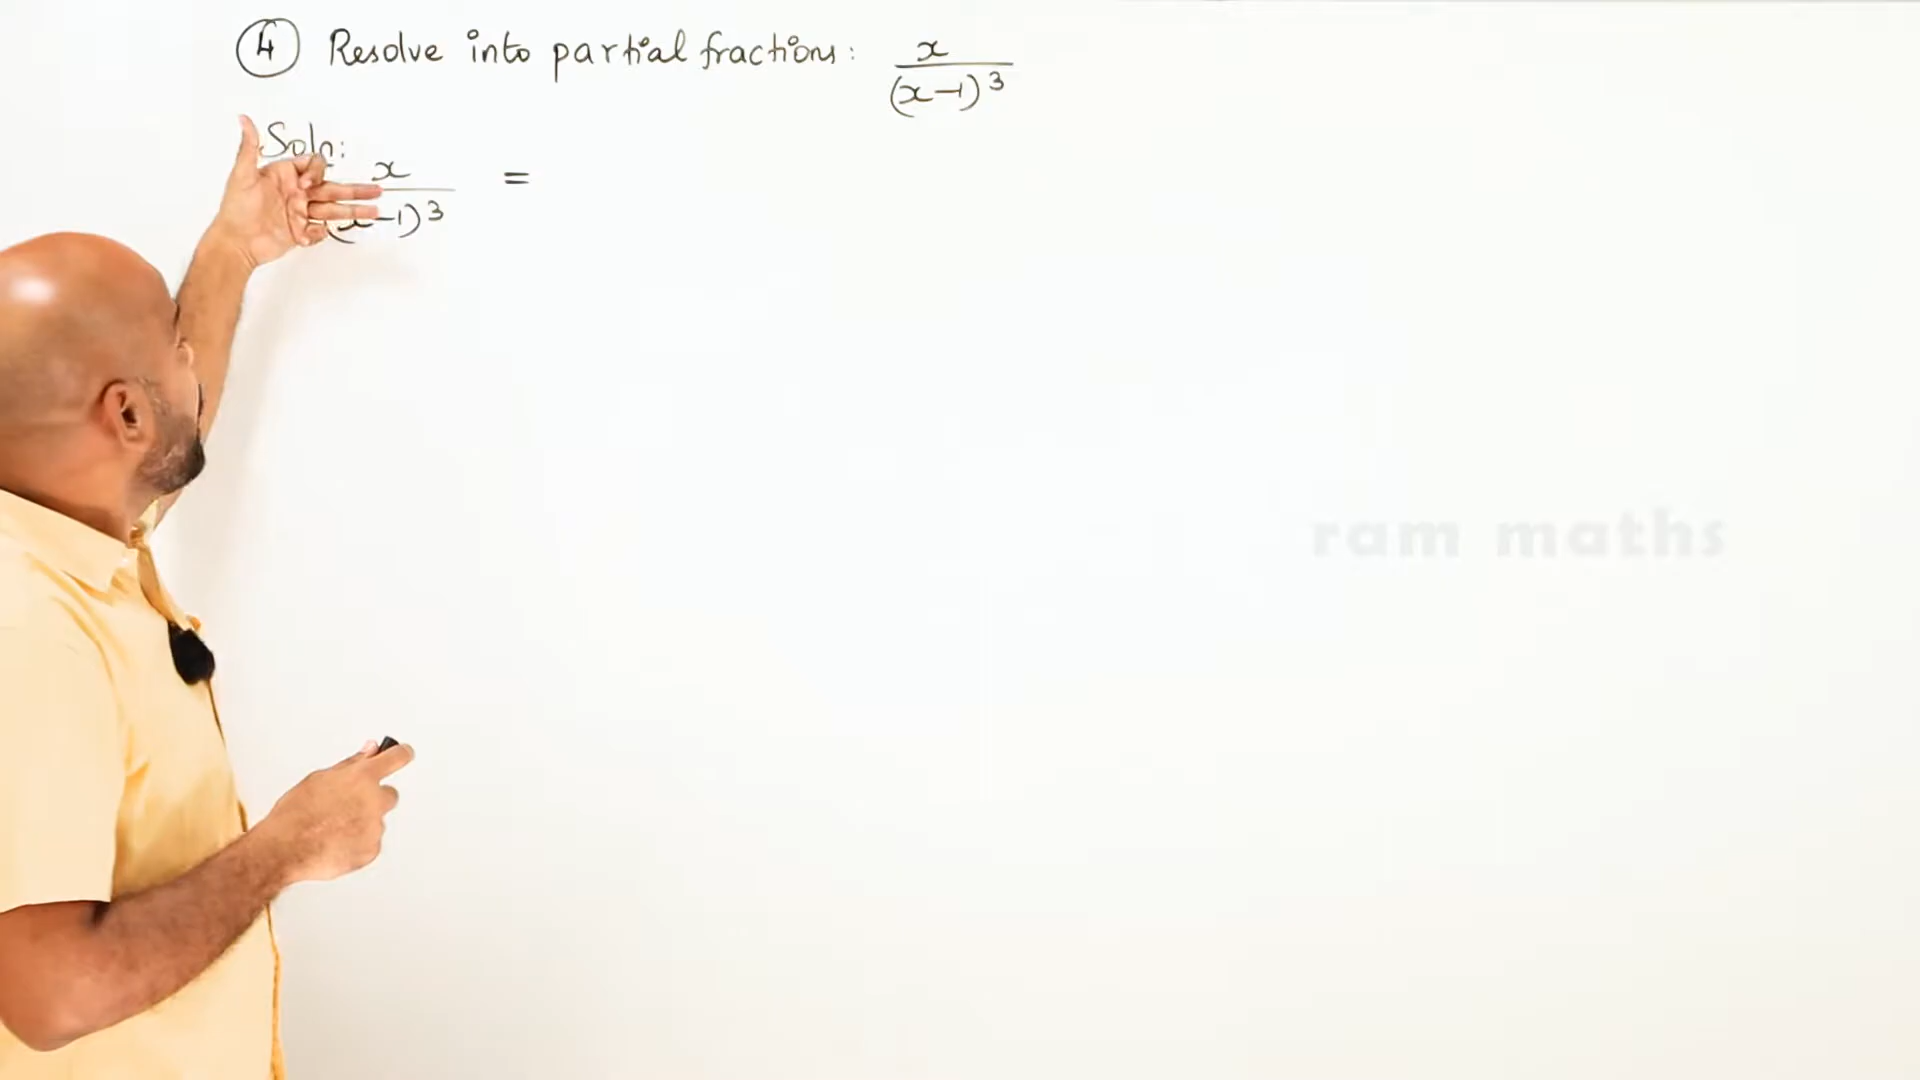 4 Resolve into partial fractions: x/(x-1)^3
Soln:
x/(x-1)^3 =
ram maths